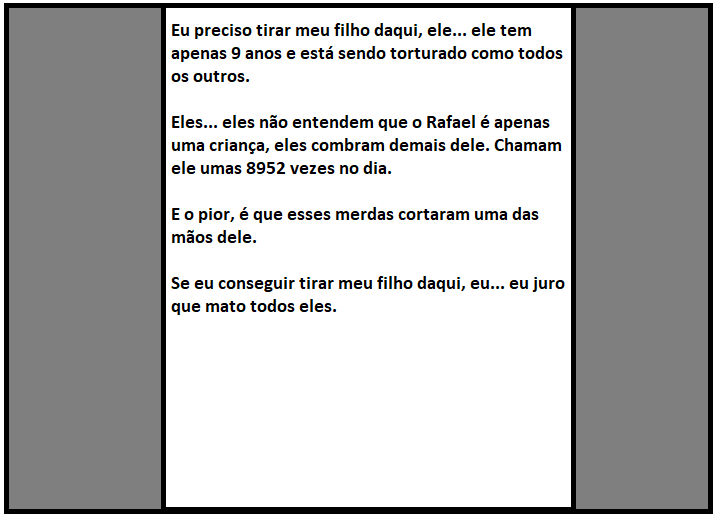 Eu preciso tirar meu filho daqui, ele... ele tem
apenas 9 anos e está sendo torturado como todos
os outros.
Eles... eles não entendem que o Rafael é apenas
uma criança, eles combram demais dele. Chamam
ele umas 8952 vezes no dia.
E o pior, é que esses merdas cortaram uma das
mãos dele.
Se eu conseguir tirar meu filho daqui, eu... eu juro
que mato todos eles.